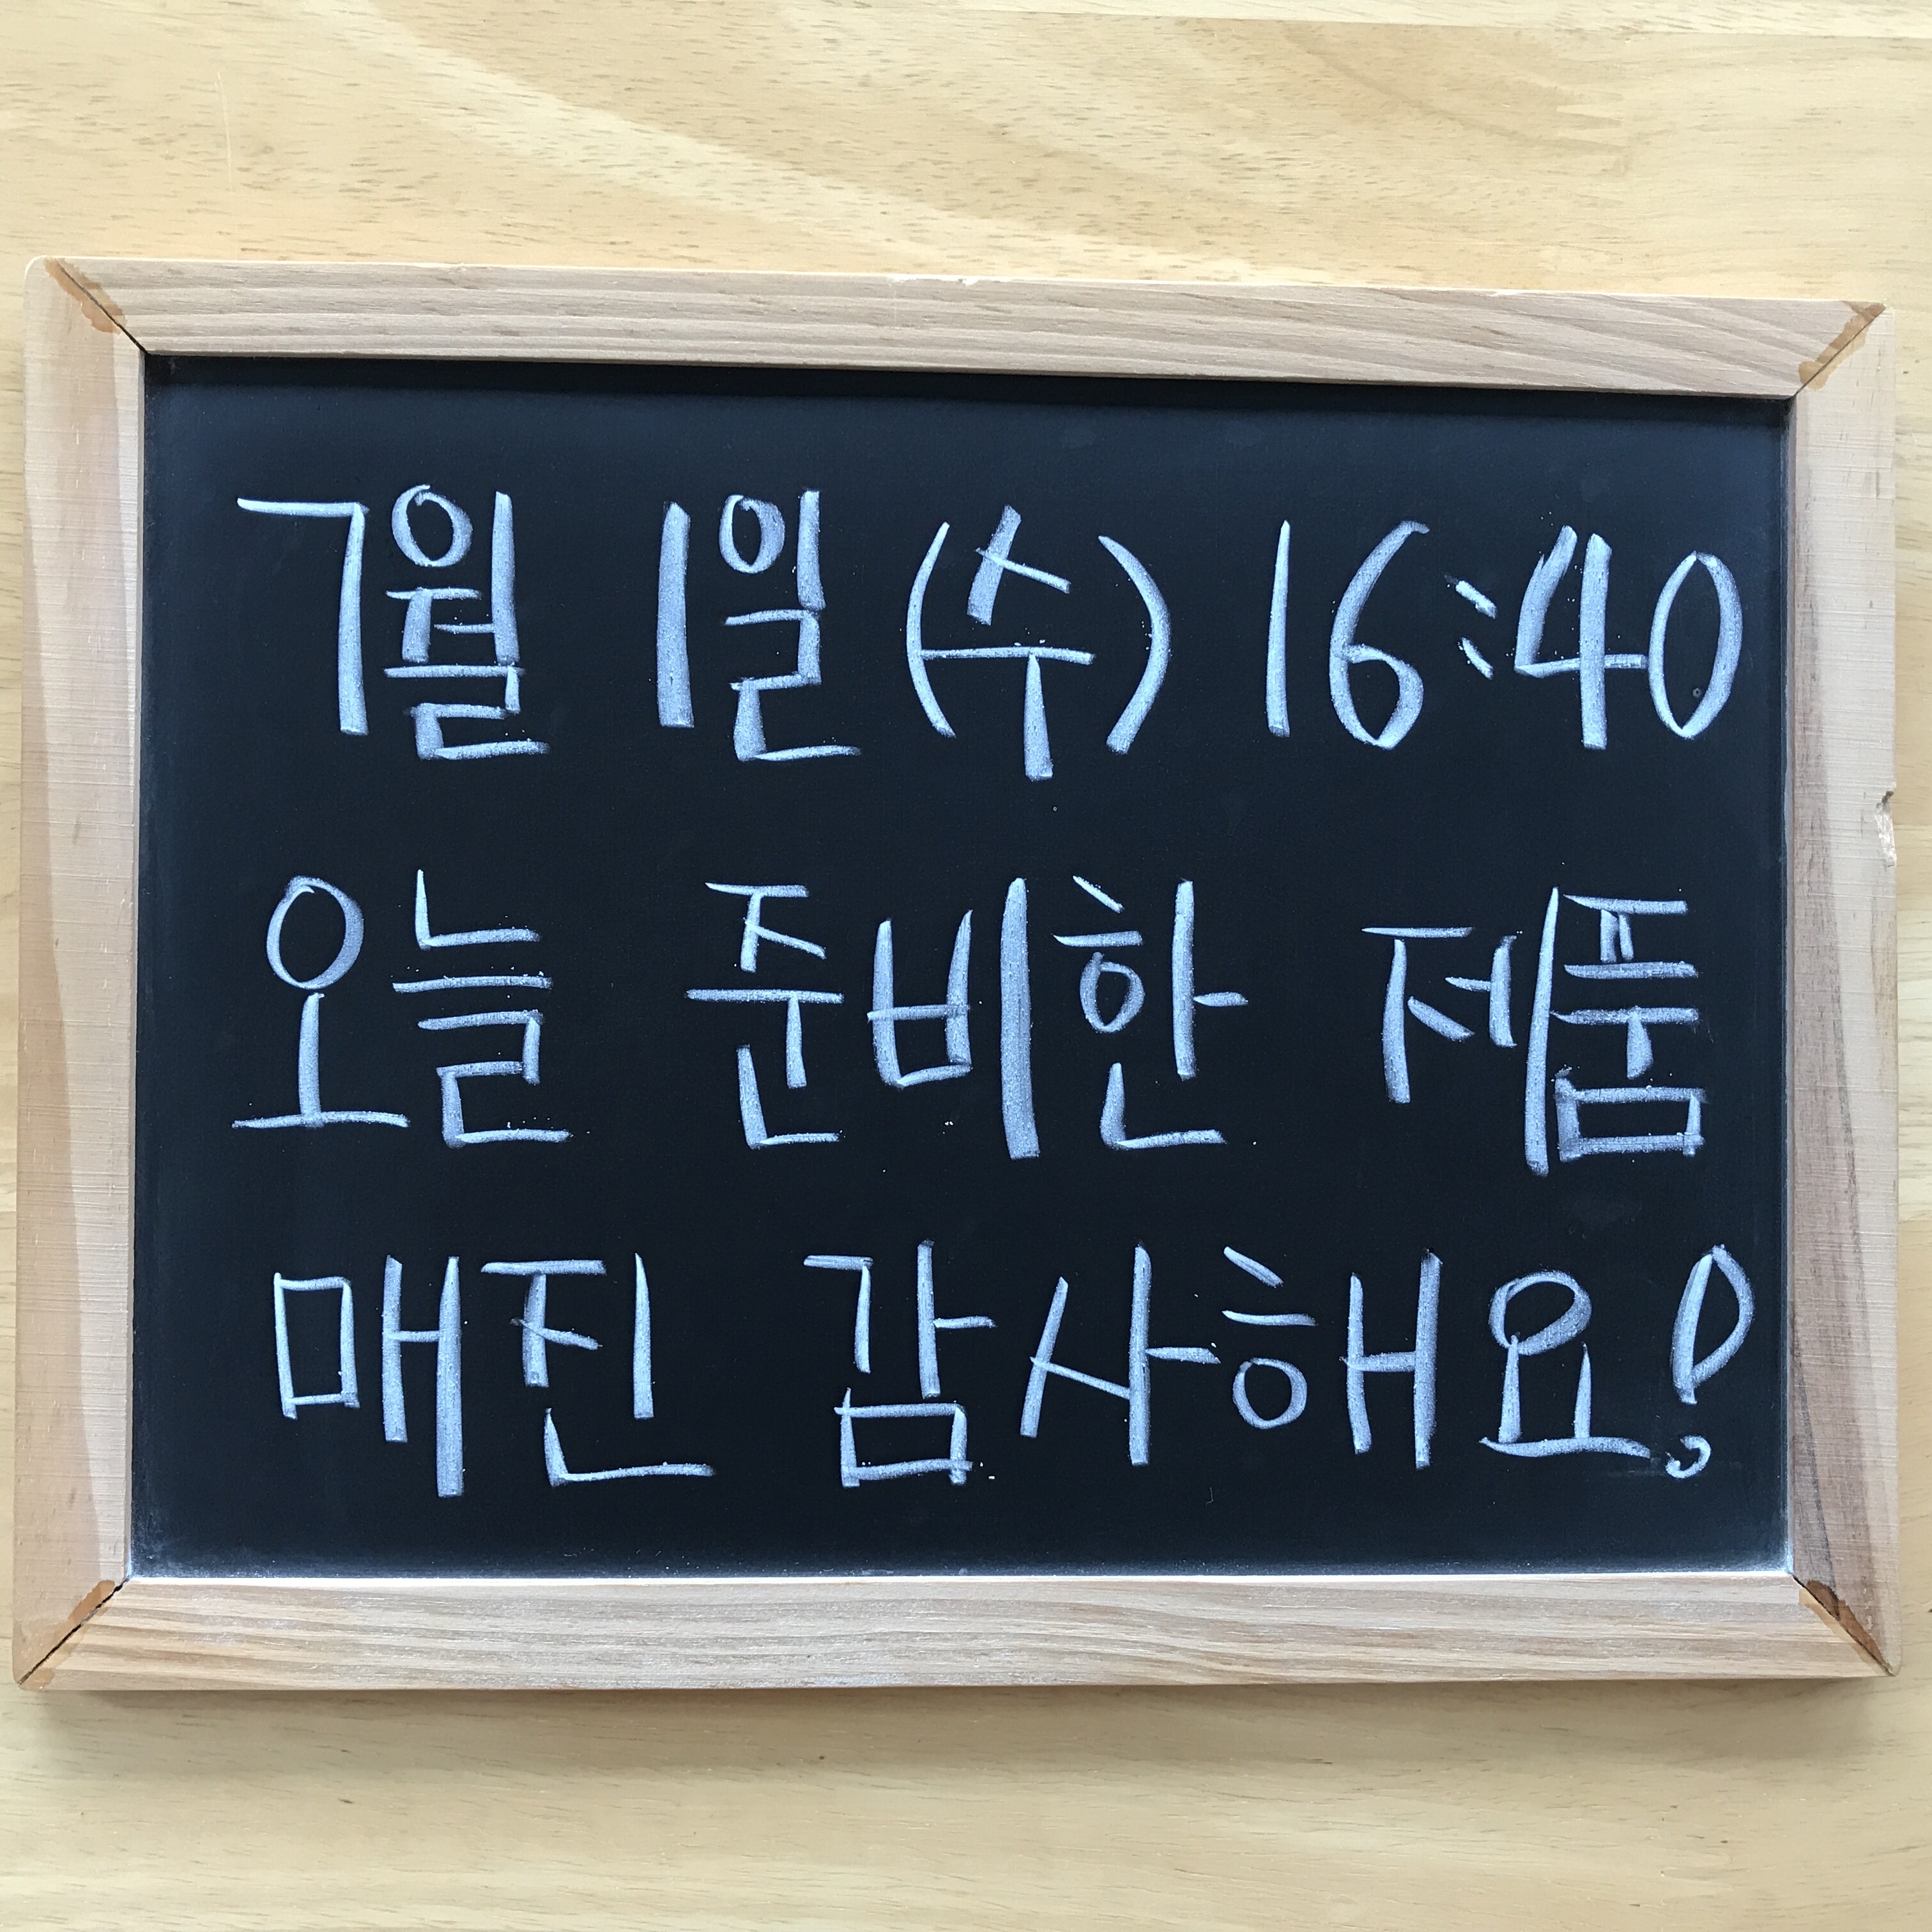 7월 1일 (수) 16:40
오늘 준비한 제품
매진 감사해요!